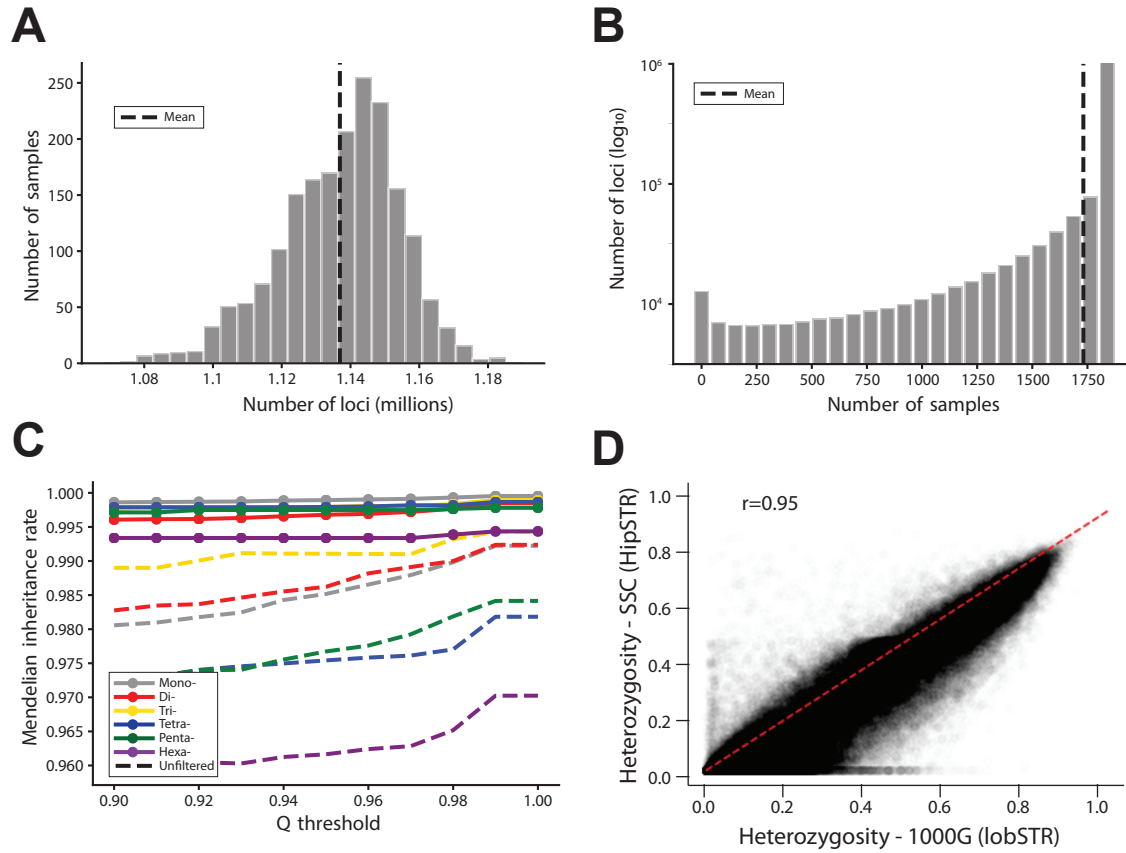 A
Number of samples
250
200
150
100
50
0
Mean
1.08
1.1
1.12
1.14
1.16
1.18
Number of loci (millions)
B
Number of loci (log₁₀)
10⁶
10⁵
10⁴
Mean
0
250
500
750
1000
1250
1500
1750
Number of samples
C
Mendelian inheritance rate
1.000
0.995
0.990
0.985
0.980
0.975
0.970
0.965
0.960
Mono-
Di-
Tri-
Tetra-
Penta-
Hexa-
Unfiltered
0.90
0.92
0.94
0.96
0.98
1.00
Q threshold
D
Heterozygosity - SSC (HipSTR)
1.0
0.8
0.6
0.4
0.2
0.0
r=0.95
0.0
0.2
0.4
0.6
0.8
1.0
Heterozygosity - 1000G (lobSTR)